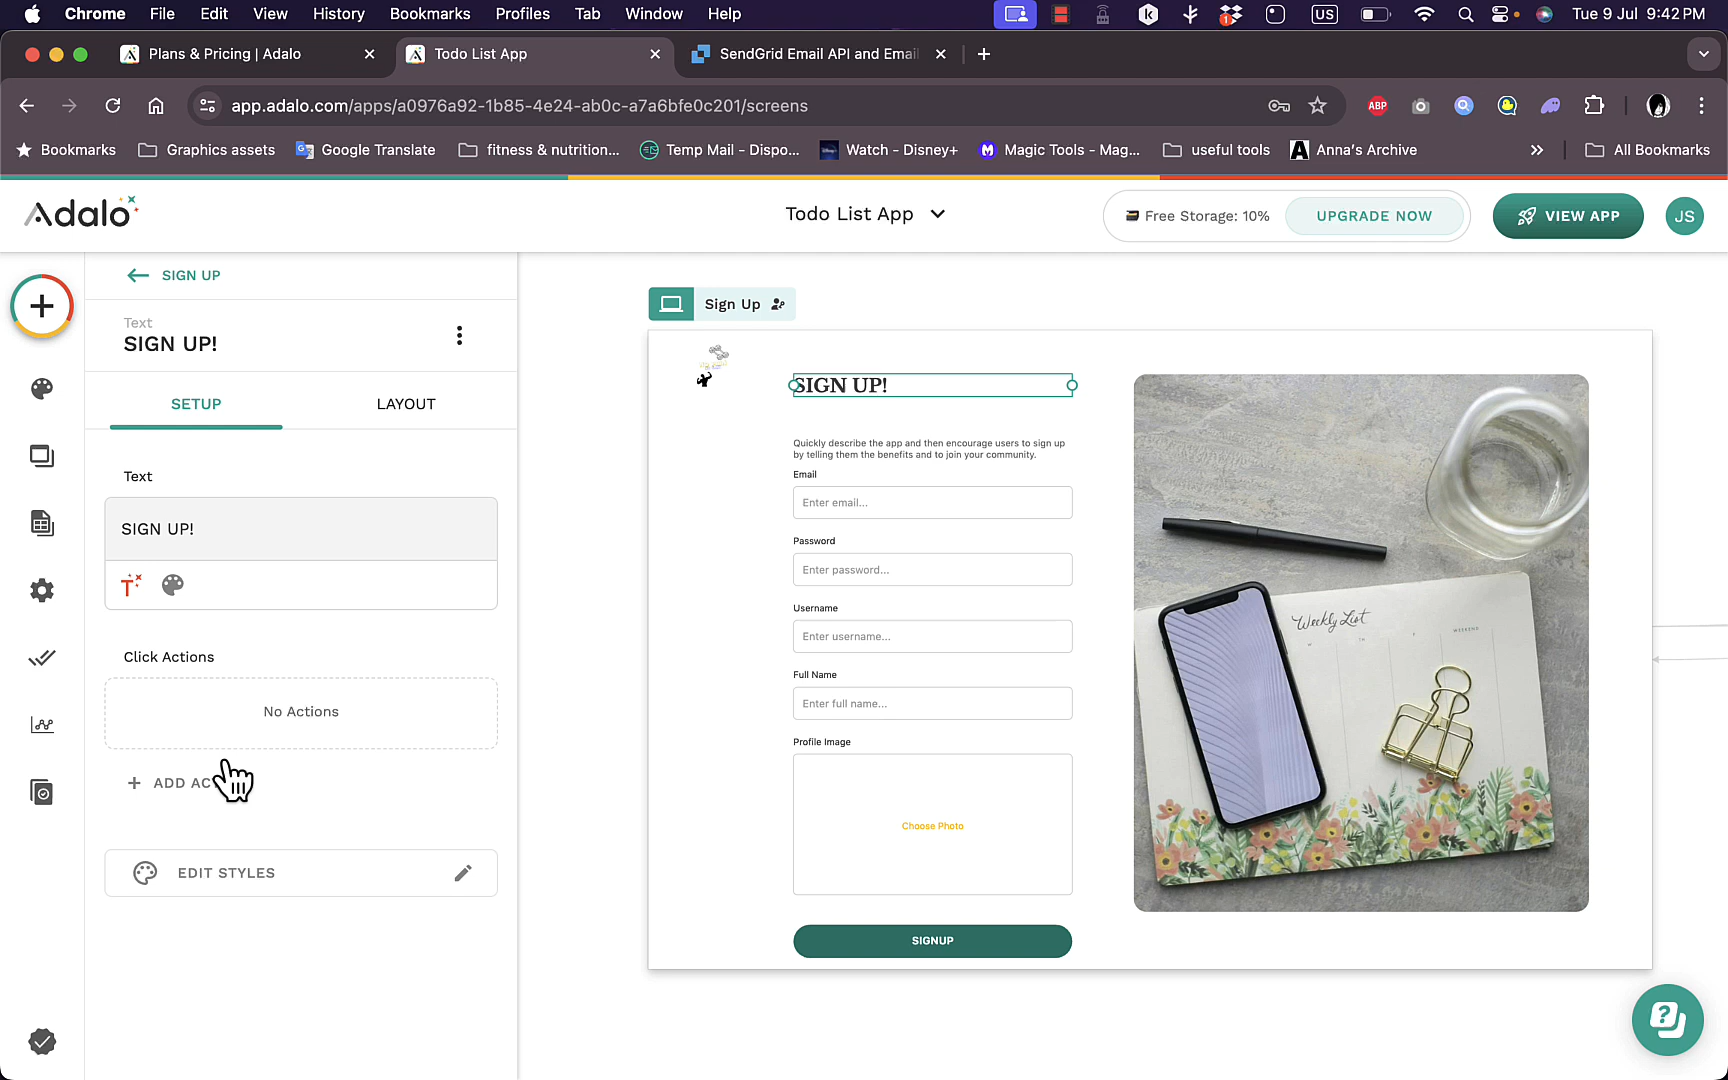 Chrome File Edit View History Bookmarks Profiles Tab Window Help US Tue 9 Jul 9:42 PM
Plans & Pricing | Adalo Todo List App SendGrid Email API and Email
app.adalo.com/apps/a0976a92-1b85-4e24-ab0c-a7a6bfe0c201/screens ABP
Bookmarks Graphics assets Google Translate fitness & nutrition... Temp Mail - Dispo... Watch - Disney+ Magic Tools - Mag... useful tools Anna's Archive All Bookmarks
Adalo Todo List App Free Storage: 10% UPGRADE NOW VIEW APP JS
SIGN UP
Text
SIGN UP!
SETUP LAYOUT
Text
SIGN UP!
Click Actions
No Actions
+ ADD AC
EDIT STYLES
Sign Up
SIGN UP!
Quickly describe the app and then encourage users to sign up
by telling them the benefits and to join your community.
Email
Enter email...
Password
Enter password...
Username
Enter username...
Full Name
Enter full name...
Profile Image
Choose Photo
SIGNUP
Weekly List
WEEKEND